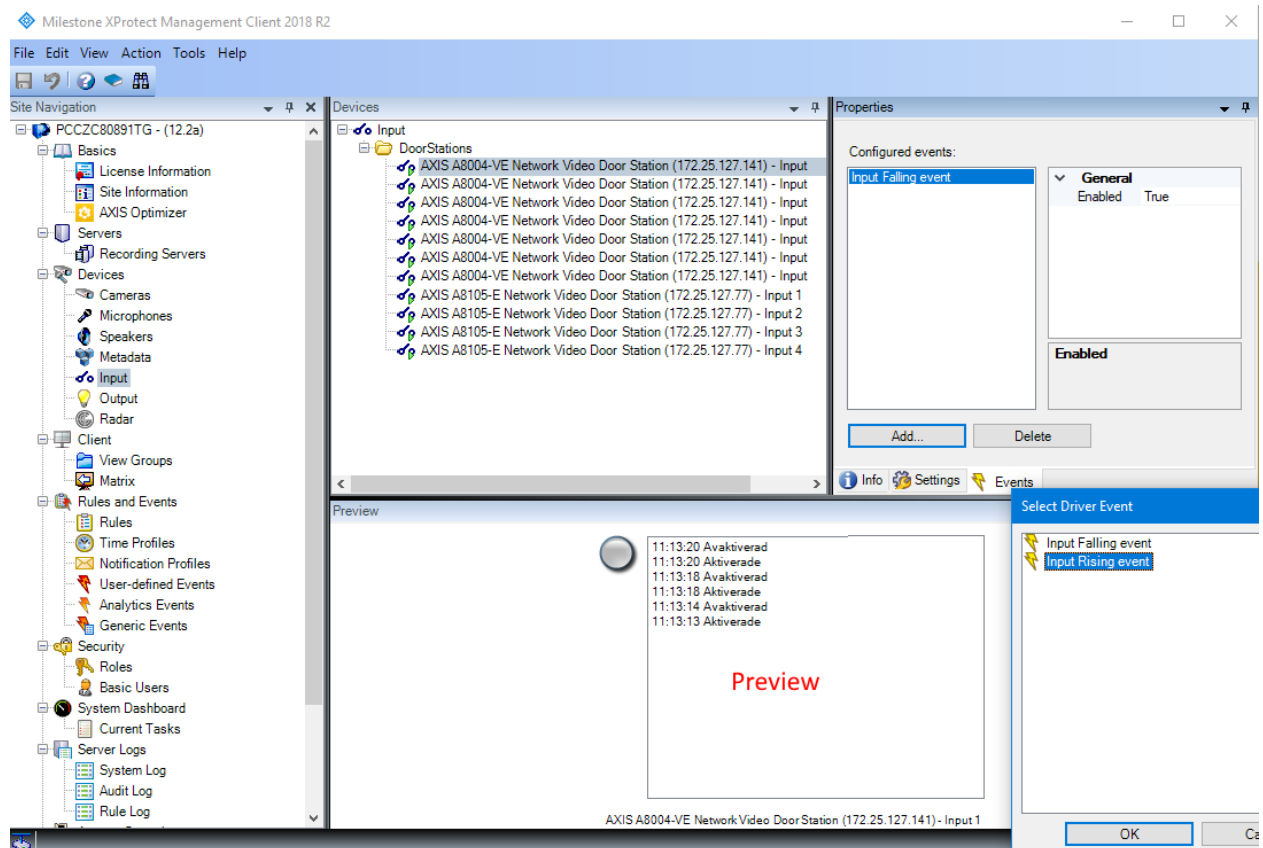 Milestone XProtect Management Client 2018 R2
File Edit View Action Tools Help
Site Navigation
PCCZC80891TG - (12.2a)
Basics
License Information
Site Information
AXIS Optimizer
Servers
Recording Servers
Devices
Cameras
Microphones
Speakers
Metadata
Input
Output
Radar
Client
View Groups
Matrix
Rules and Events
Rules
Time Profiles
Notification Profiles
User-defined Events
Analytics Events
Generic Events
Security
Roles
Basic Users
System Dashboard
Current Tasks
Server Logs
System Log
Audit Log
Rule Log
Devices
Input
DoorStations
AXIS A8004-VE Network Video Door Station (172.25.127.141) - Input
AXIS A8004-VE Network Video Door Station (172.25.127.141) - Input
AXIS A8004-VE Network Video Door Station (172.25.127.141) - Input
AXIS A8004-VE Network Video Door Station (172.25.127.141) - Input
AXIS A8004-VE Network Video Door Station (172.25.127.141) - Input
AXIS A8004-VE Network Video Door Station (172.25.127.141) - Input
AXIS A8004-VE Network Video Door Station (172.25.127.141) - Input
AXIS A8105-E Network Video Door Station (172.25.127.77) - Input 1
AXIS A8105-E Network Video Door Station (172.25.127.77) - Input 2
AXIS A8105-E Network Video Door Station (172.25.127.77) - Input 3
AXIS A8105-E Network Video Door Station (172.25.127.77) - Input 4
Properties
Configured events:
Input Falling event
General
Enabled True
Enabled
Add... Delete
Info Settings Events
Preview
11:13:20 Avaktiverad
11:13:20 Aktiverade
11:13:18 Avaktiverad
11:13:18 Aktiverade
11:13:14 Avaktiverad
11:13:13 Aktiverade
Preview
AXIS A8004-VE Network Video Door Station (172.25.127.141) - Input 1
Select Driver Event
Input Falling event
Input Rising event
OK Ca